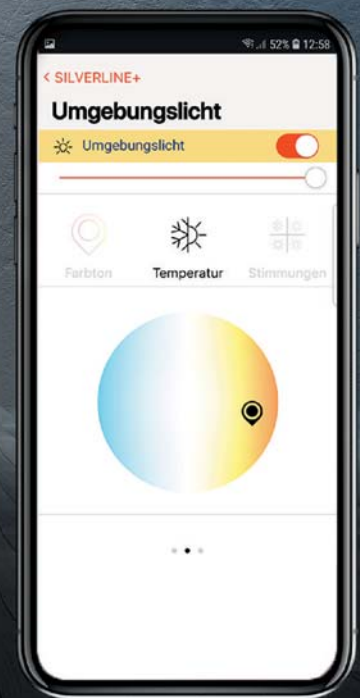 52% 12:58
< SILVERLINE+
Umgebungslicht
Umgebungslicht
Farbton Temperatur Stimmungen